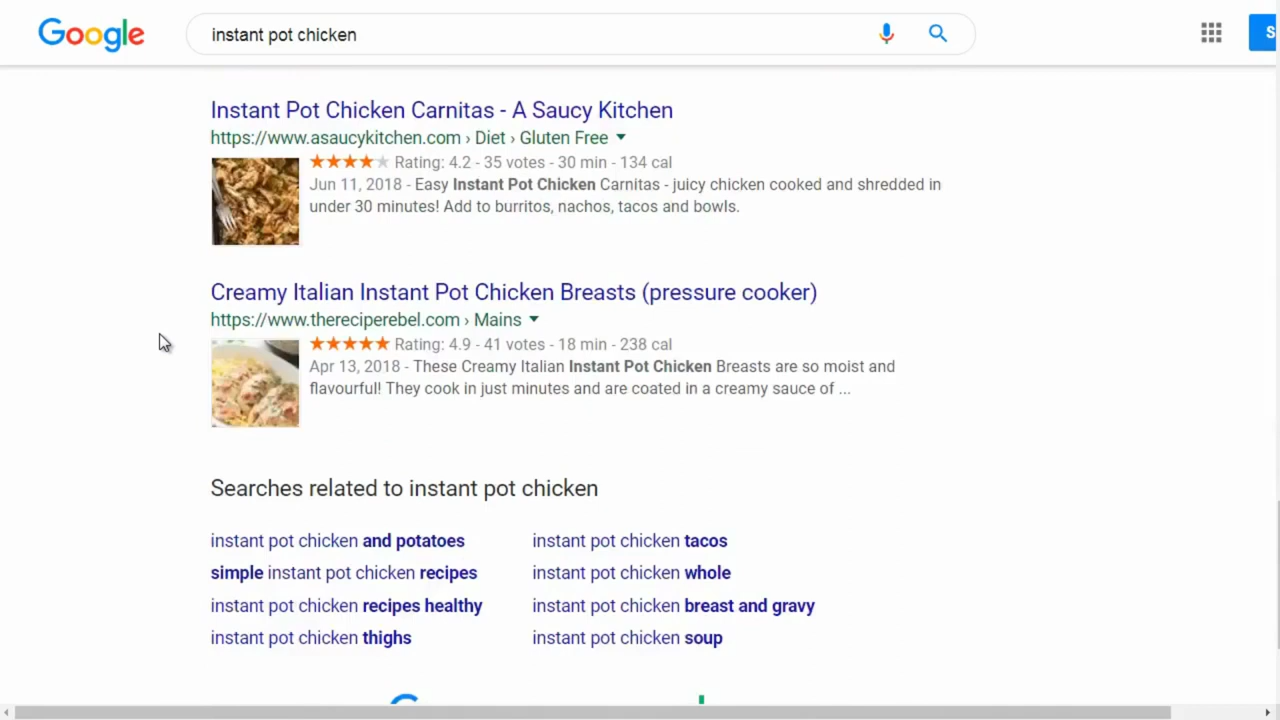 Google
instant pot chicken
S
Instant Pot Chicken Carnitas - A Saucy Kitchen
https://www.asaucykitchen.com › Diet › Gluten Free
Rating: 4.2 - 35 votes - 30 min - 134 cal
Jun 11, 2018 - Easy Instant Pot Chicken Carnitas - juicy chicken cooked and shredded in
under 30 minutes! Add to burritos, nachos, tacos and bowls.
Creamy Italian Instant Pot Chicken Breasts (pressure cooker)
https://www.thereciperebel.com › Mains
Rating: 4.9 - 41 votes - 18 min - 238 cal
Apr 13, 2018 - These Creamy Italian Instant Pot Chicken Breasts are so moist and
flavourful! They cook in just minutes and are coated in a creamy sauce of ...
Searches related to instant pot chicken
instant pot chicken and potatoes
instant pot chicken tacos
simple instant pot chicken recipes
instant pot chicken whole
instant pot chicken recipes healthy
instant pot chicken breast and gravy
instant pot chicken thighs
instant pot chicken soup